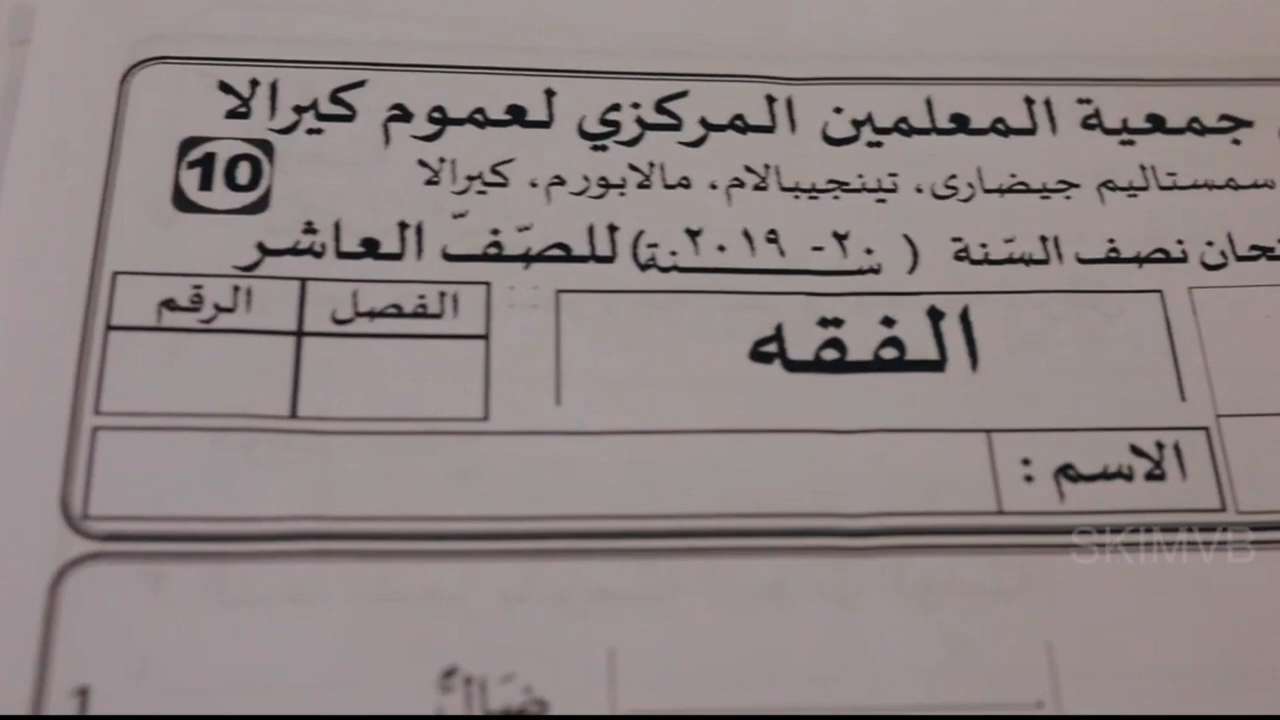 جمعية المعلمين المركزي لعموم كيرالا
10
سمستاليم جيضارى، تينجيبالام، مالابورم، كيرالا
نصف السّنة (سنة ٢٠١٩ -٢٠) للصّفّ العاشر
الفقه
الفصل الرقم
الاسم :
SKIMVB
1